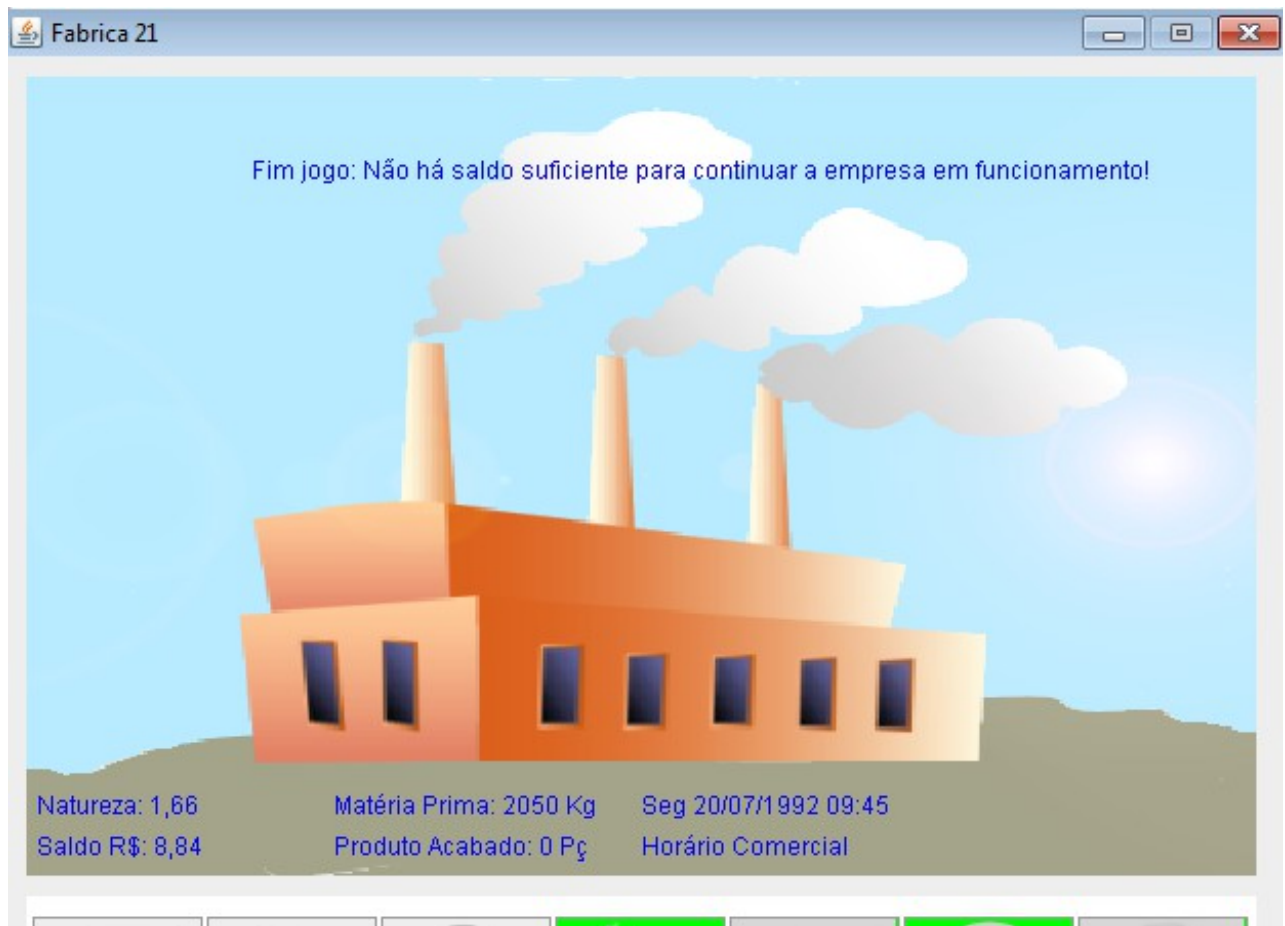 Fabrica 21
Fim jogo: Não há saldo suficiente para continuar a empresa em funcionamento!
Natureza: 1,66 Matéria Prima: 2050 Kg Seg 20/07/1992 09:45
Saldo R$: 8,84 Produto Acabado: 0 Pç Horário Comercial